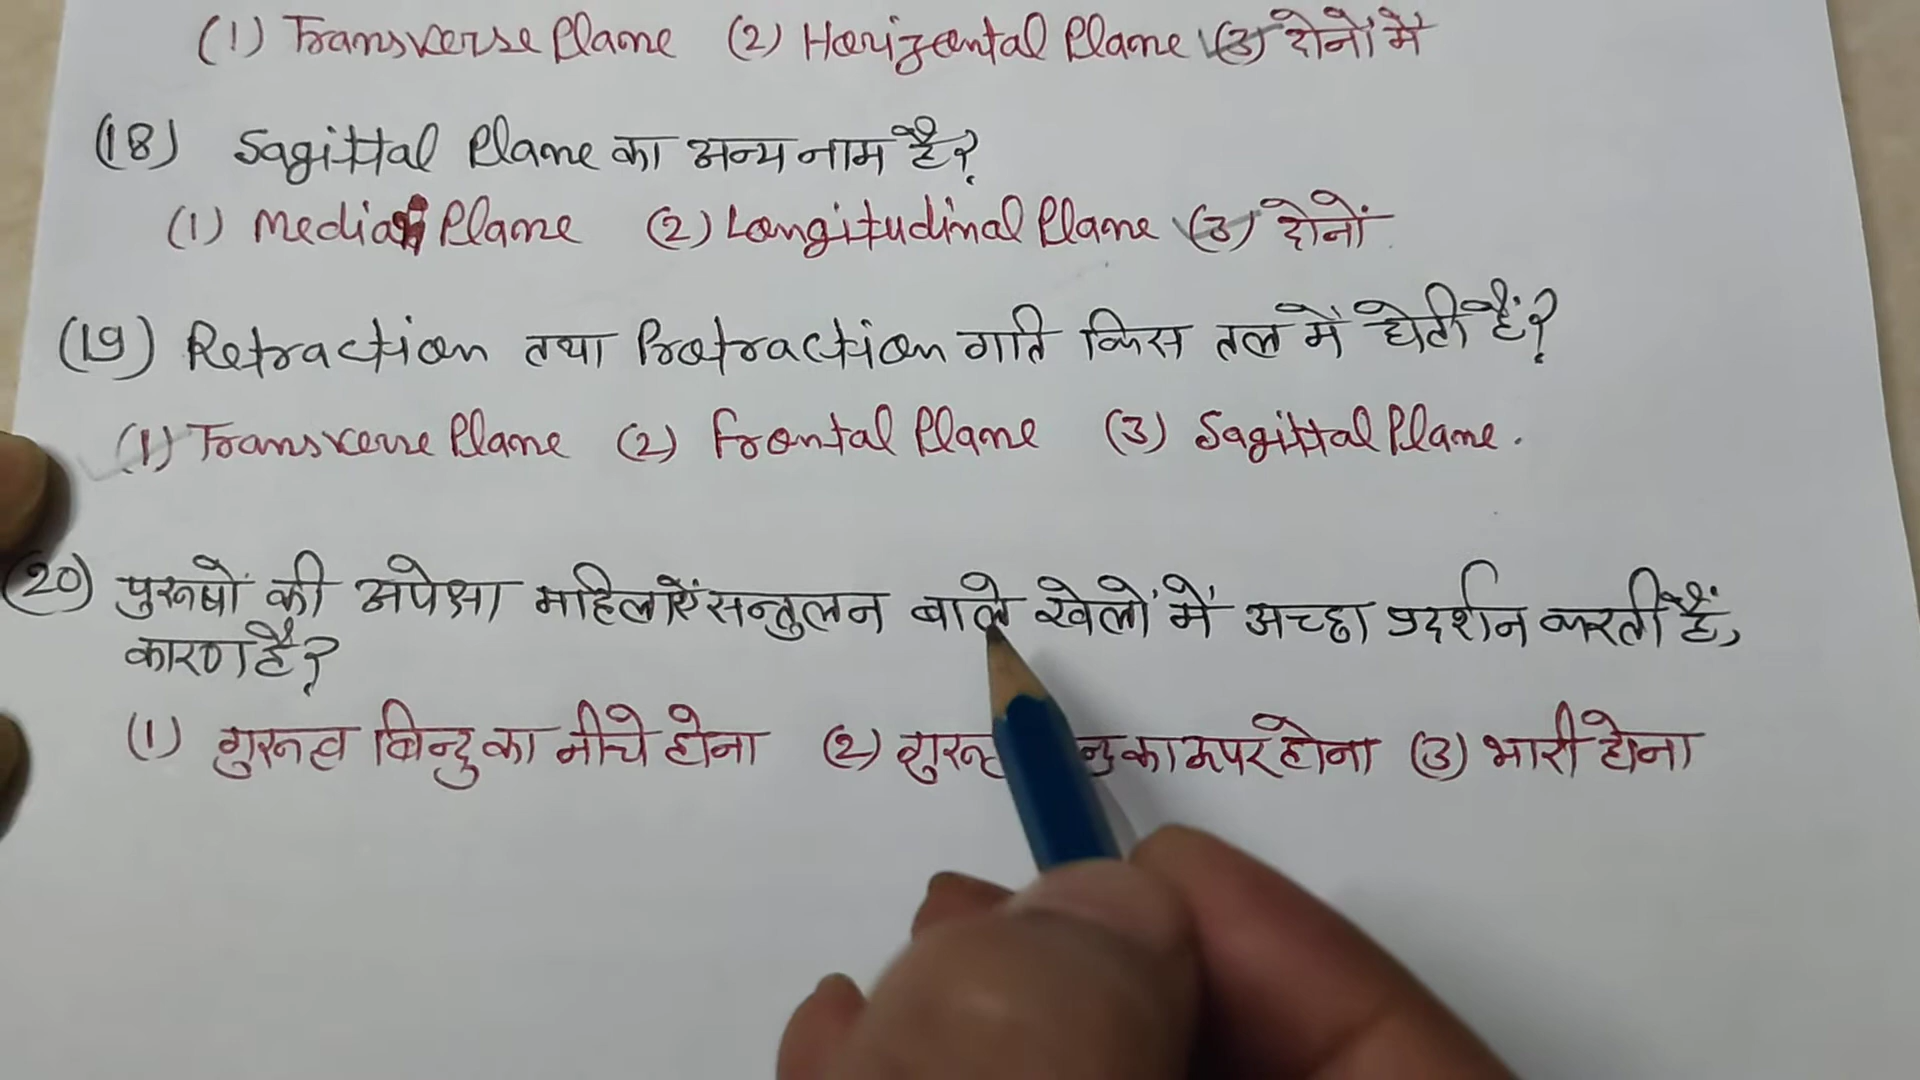 (1) Transverse Plane (2) Horizontal Plane (3) दोनों में
(18) Sagittal Plane का अन्य नाम है?
(1) Median Plane (2) Longitudinal Plane (3) दोनों
(19) Retraction तथा Protraction गति किस तल में होती हैं?
(1) Transverse Plane (2) Frontal Plane (3) Sagittal Plane.
(20) पुरूषों की अपेक्षा महिलाऐं सन्तुलन बाले खेलों में अच्छा प्रदर्शन करती हैं,
कारण है?
(1) गुरूत्व बिन्दु का नीचे होना (2) का ऊपर होना (3) भारी होना